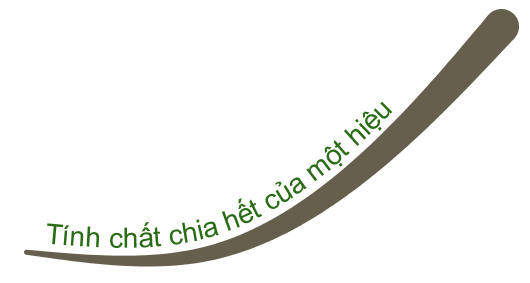 Tính chất chia hết của một hiệu